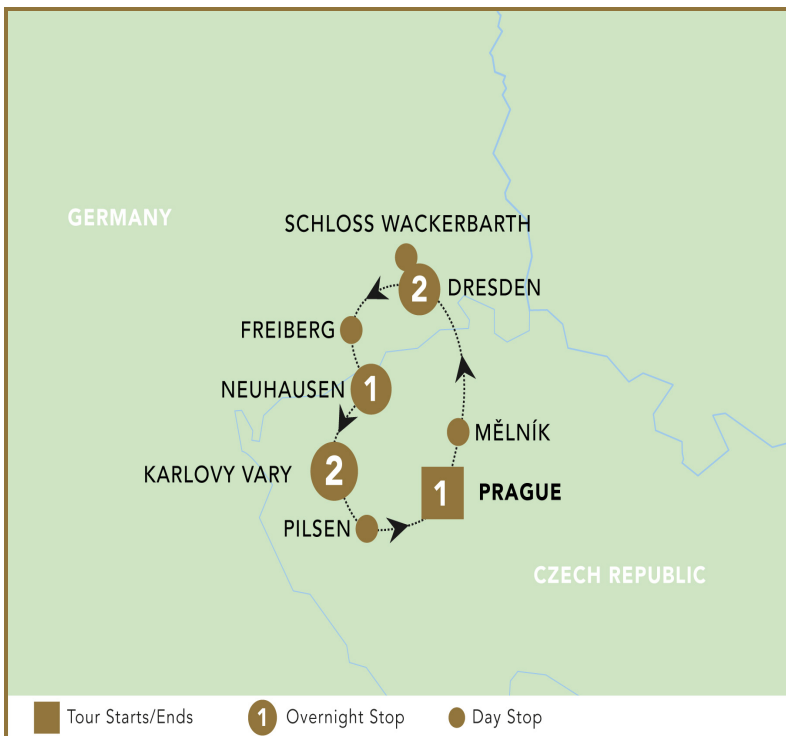 GERMANY
SCHLOSS WACKERBARTH
2 DRESDEN
FREIBERG
NEUHAUSEN 1
MĚLNÍK
KARLOVY VARY 2
1 PRAGUE
PILSEN
CZECH REPUBLIC
Tour Starts/Ends 1 Overnight Stop Day Stop